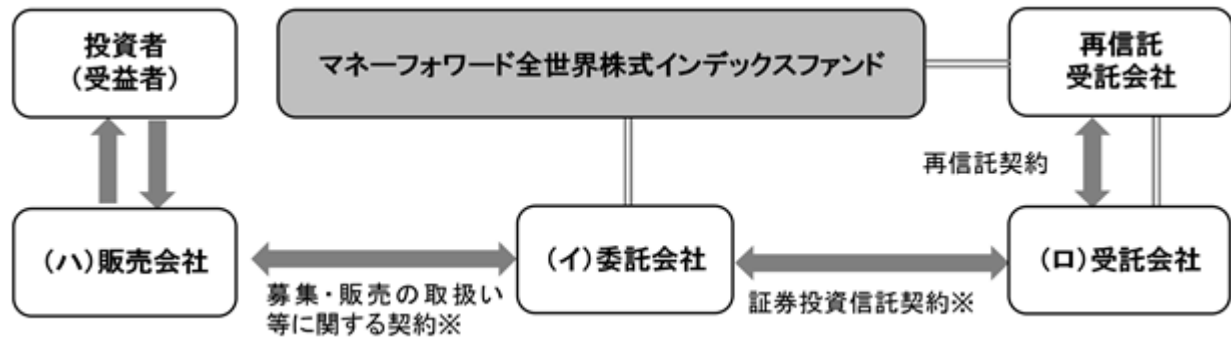 投資者
(受益者)
マネーフォワード全世界株式インデックスファンド
再信託
受託会社
再信託契約
(ハ)販売会社
(イ)委託会社
(ロ)受託会社
募集・販売の取扱い
等に関する契約※
証券投資信託契約※